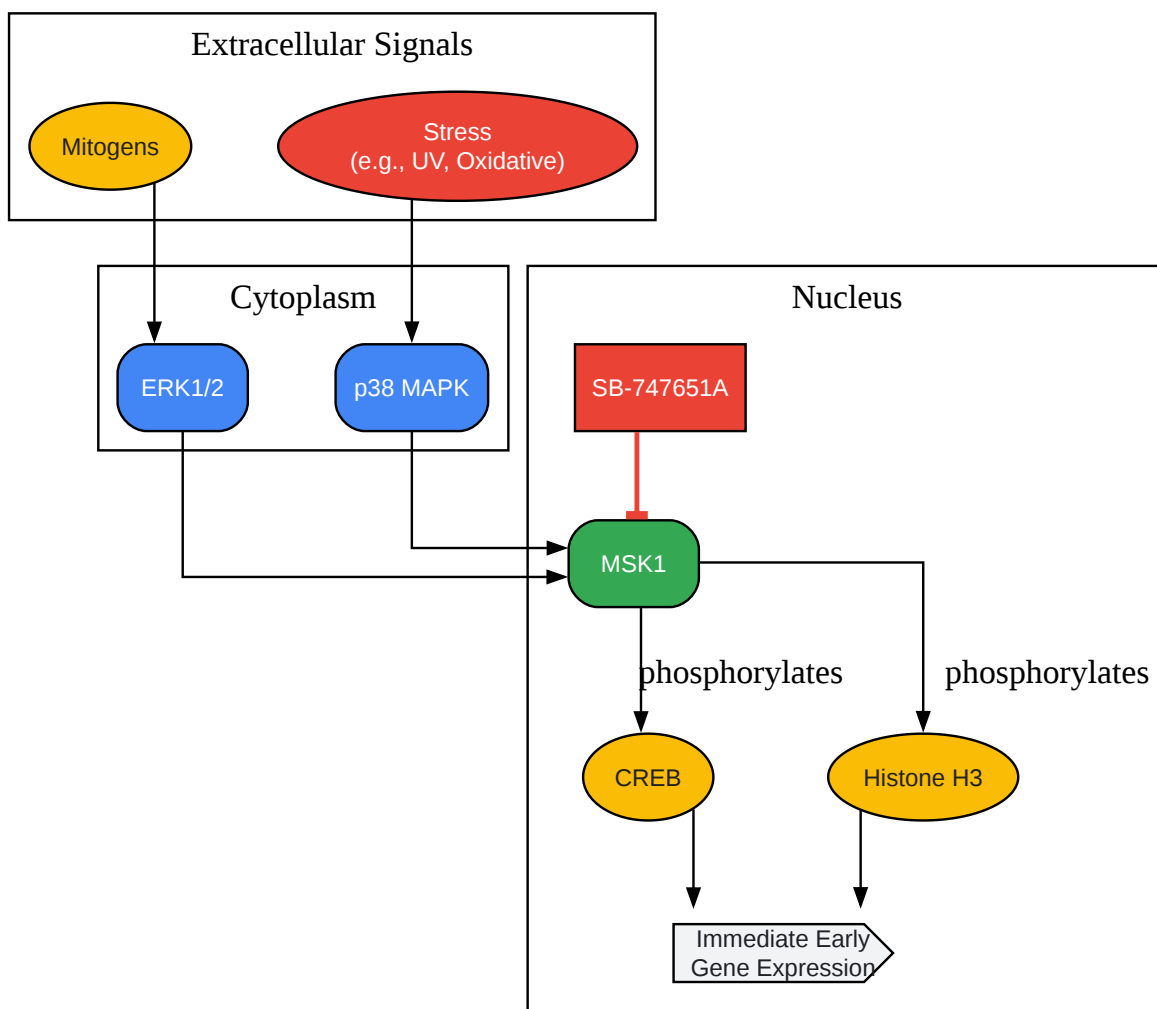 Extracellular Signals
Mitogens
Stress
(e.g., UV, Oxidative)
Cytoplasm
Nucleus
ERK1/2
p38 MAPK
SB-747651A
MSK1
phosphorylates
phosphorylates
CREB
Histone H3
Immediate Early
Gene Expression